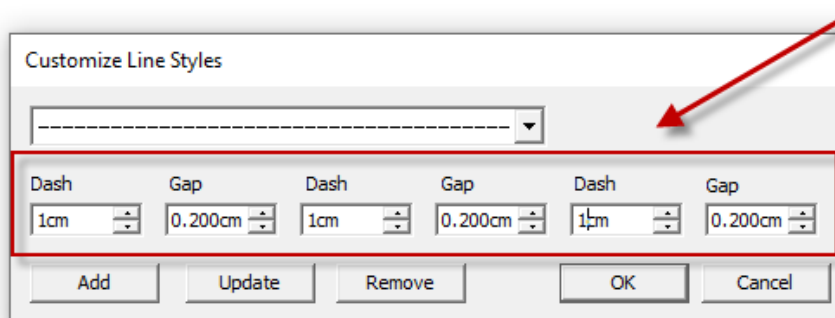 Customize Line Styles
Dash Gap Dash Gap Dash Gap
1cm 0.200cm 1cm 0.200cm 1cm 0.200cm
Add Update Remove OK Cancel